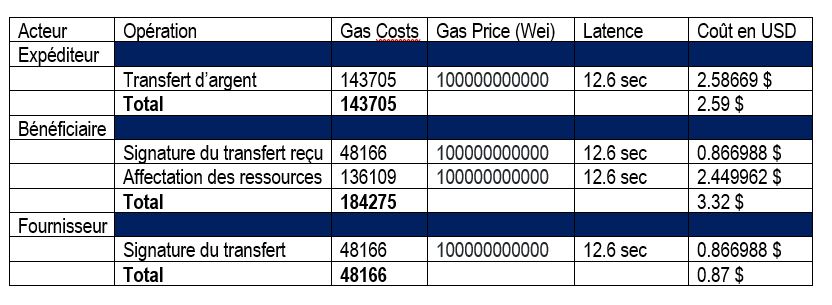 Acteur Opération Gas Costs Gas Price (Wei) Latence Coût en USD
Expéditeur
Transfert d’argent 143705 100000000000 12.6 sec 2.58669 $
Total 143705 2.59 $
Bénéficiaire
Signature du transfert reçu 48166 100000000000 12.6 sec 0.866988 $
Affectation des ressources 136109 100000000000 12.6 sec 2.449962 $
Total 184275 3.32 $
Fournisseur
Signature du transfert 48166 100000000000 12.6 sec 0.866988 $
Total 48166 0.87 $